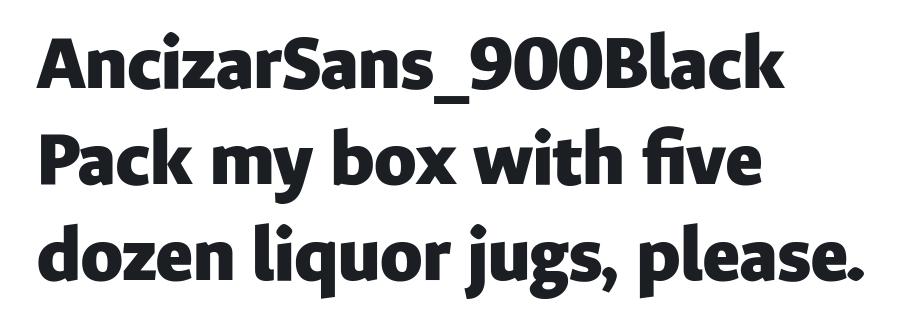 AncizarSans_900Black
Pack my box with five
dozen liquor jugs, please.